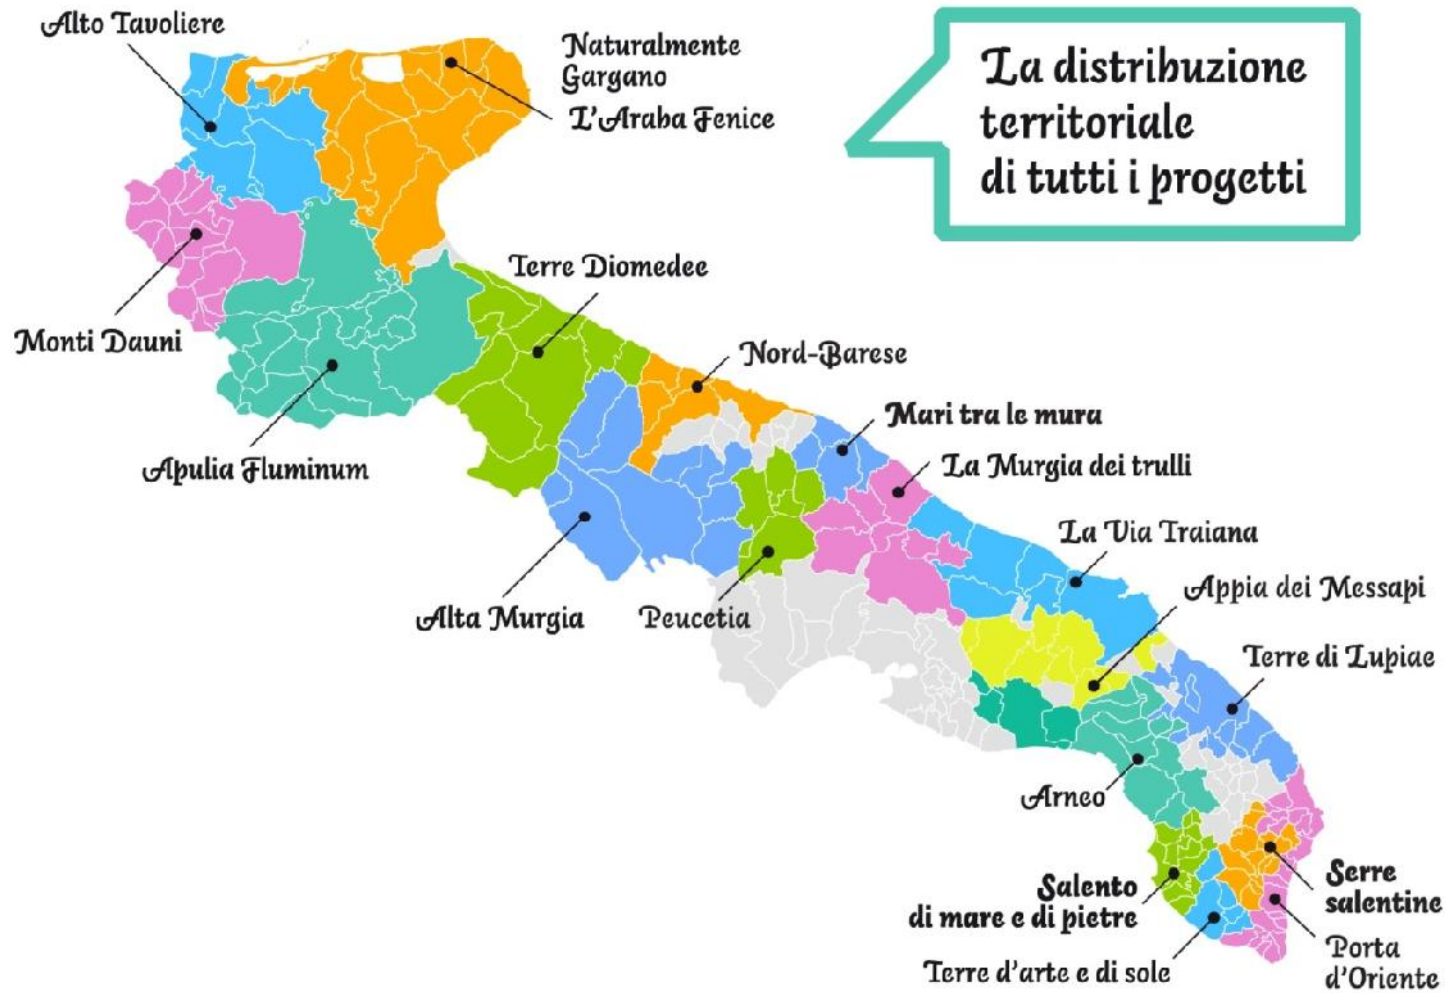 Alto Tavoliere
Naturalmente
Gargano
L'Araba Fenice
La distribuzione
territoriale
di tutti i progetti
Terre Diomedee
Monti Dauni
Nord-Barese
Mari tra le mura
Apulia Fluminum
La Murgia dei trulli
La Via Traiana
Appia dei Messapi
Alta Murgia
Peucetia
Terre di Lupiae
Arneo
Serre
salentine
Salento
di mare e di pietre
Porta
d'Oriente
Terre d'arte e di sole